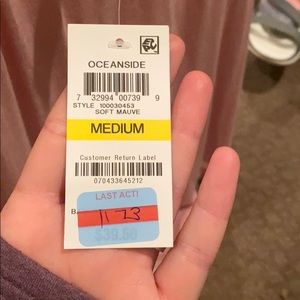 OCEANSIDE
7 32994 00739 9
STYLE 100030453
SOFT MAUVE
MEDIUM
Customer Return Label
070433645212
LAST ACT!
B
11.73
$39.50